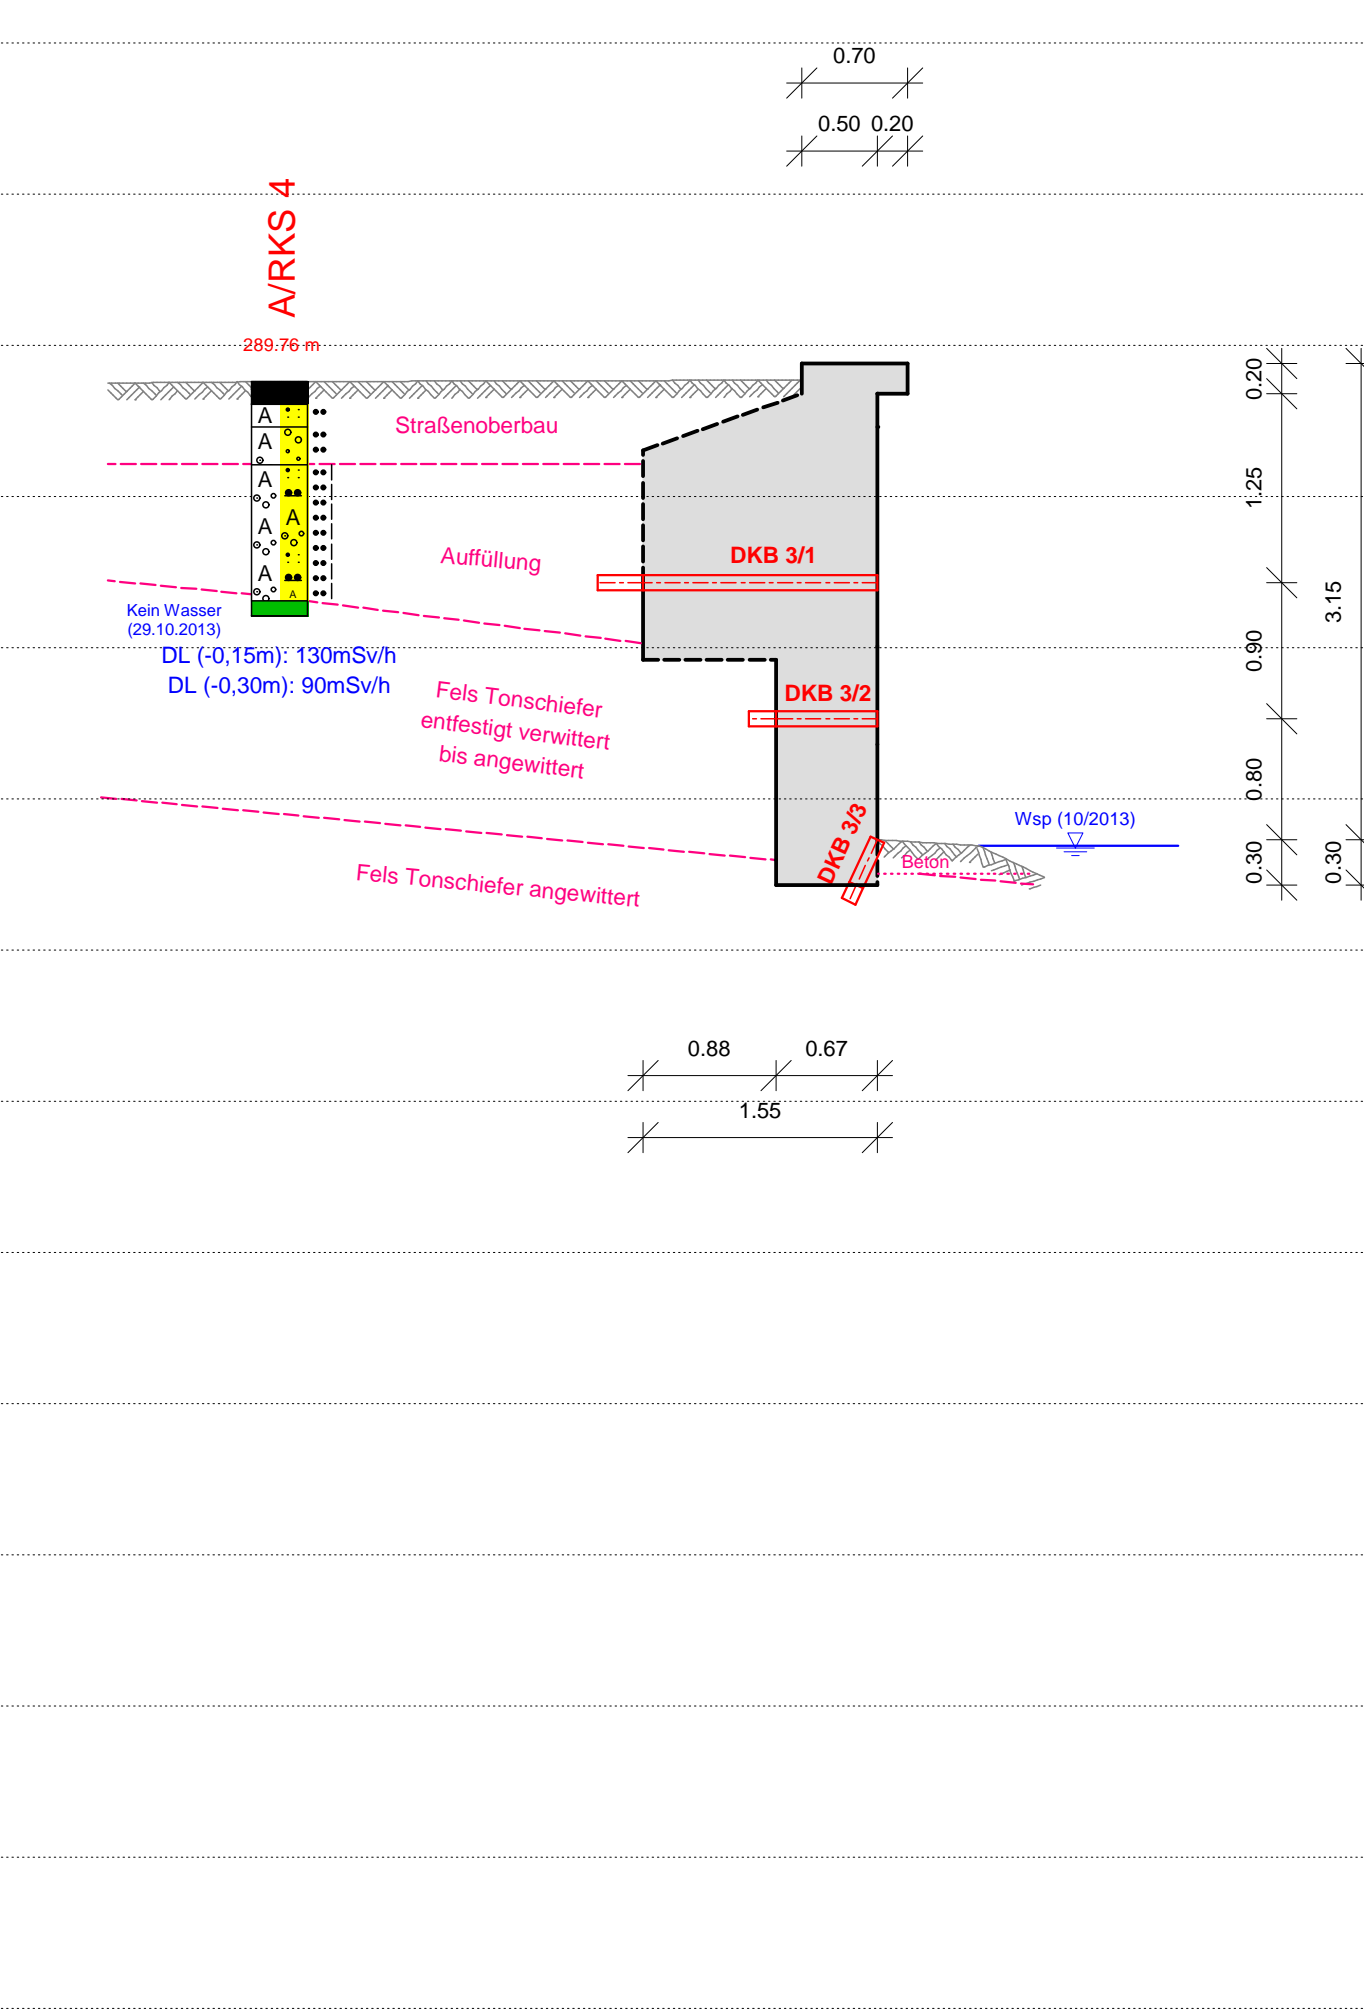 0.70
0.50 0.20
A/RKS 4
289.76 m
0.20
Straßenoberbau
A
A
A
A
A
A
A
1.25
Auffüllung
DKB 3/1
3.15
Kein Wasser
(29.10.2013)
DL (-0,15m): 130mSv/h
DL (-0,30m): 90mSv/h
0.90
Fels Tonschiefer
entfestigt verwittert
bis angewittert
DKB 3/2
0.80
DKB 3/3
Wsp (10/2013)
Beton
0.30
0.30
Fels Tonschiefer angewittert
0.88 0.67
1.55